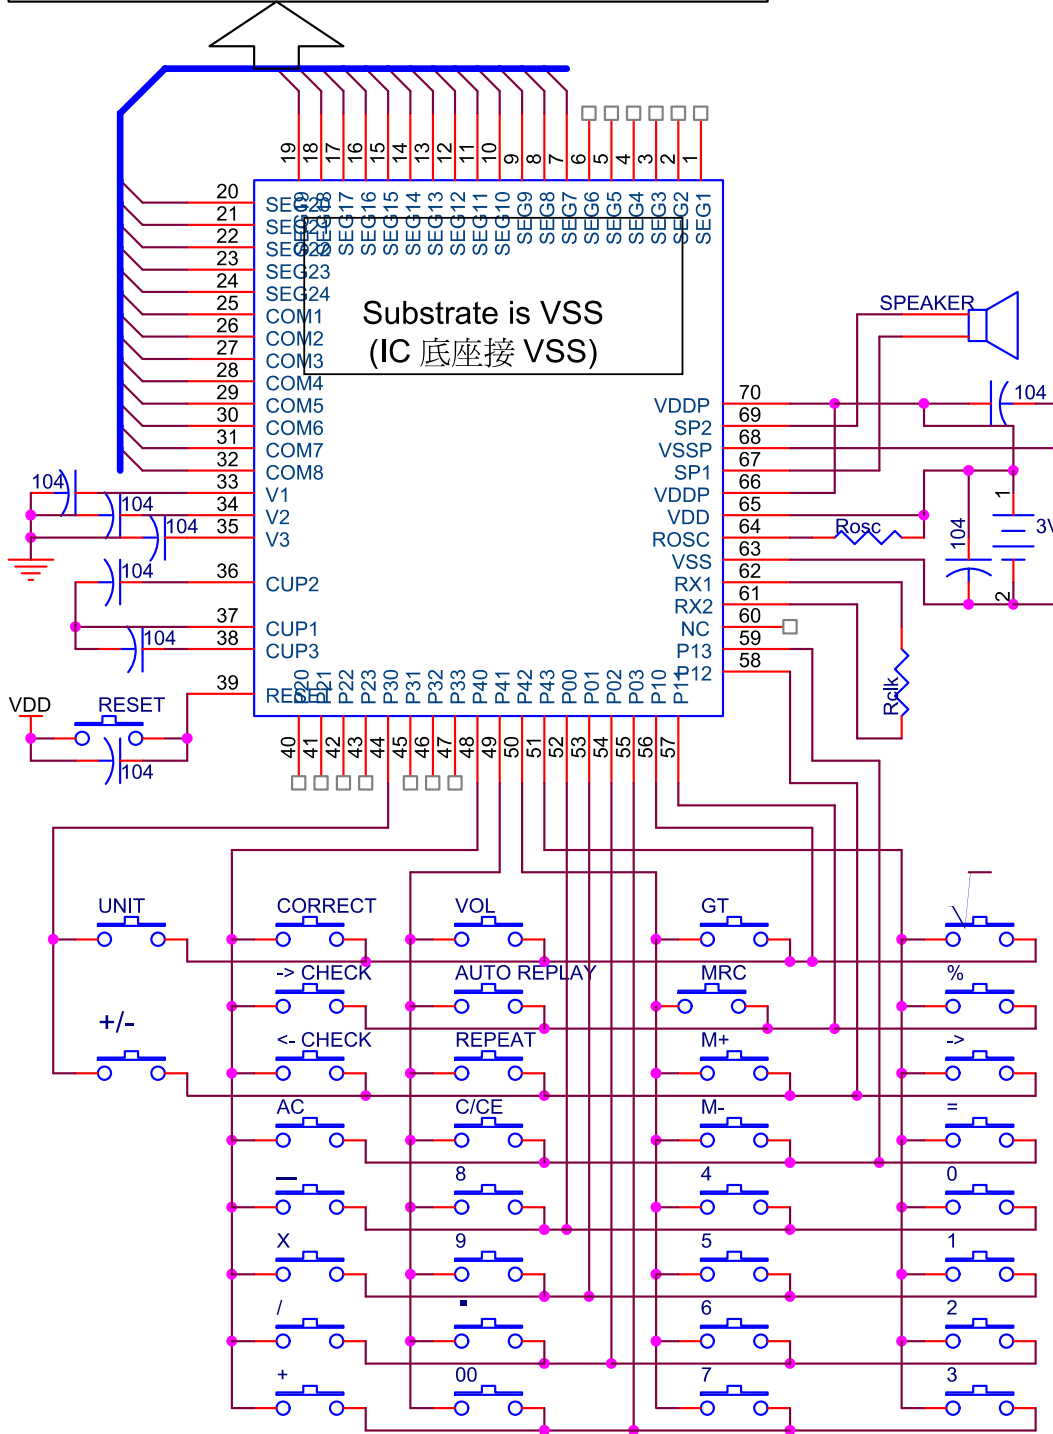 19 18 17 16 15 14 13 12 11 10 9 8 7 6 5 4 3 2 1
SEG19 SEG18 SEG17 SEG16 SEG15 SEG14 SEG13 SEG12 SEG11 SEG10 SEG9 SEG8 SEG7 SEG6 SEG5 SEG4 SEG3 SEG2 SEG1
20 SEG20
21 SEG21
22 SEG22
23 SEG23
24 SEG24
25 COM1
26 COM2
27 COM3
28 COM4
29 COM5
30 COM6
31 COM7
32 COM8
33 V1
34 V2
35 V3
36 CUP2
37 CUP1
38 CUP3
39 RESET
104
104
104
104
104
Substrate is VSS
(IC 底座接 VSS)
SPEAKER
70 VDDP
69 SP2
68 VSSP
67 SP1
66 VDDP
65 VDD
64 ROSC
63 VSS
62 RX1
61 RX2
60 NC
59 P13
58 P12
104
Rosc
104
1
3V
2
Rclk
VDD
RESET
104
P20 P21 P22 P23 P30 P31 P32 P33 P40 P41 P42 P43 P00 P01 P02 P03 P10 P11
40 41 42 43 44 45 46 47 48 49 50 51 52 53 54 55 56 57
UNIT CORRECT VOL GT √
-> CHECK AUTO REPLAY MRC %
+/- <- CHECK REPEAT M+ ->
AC C/CE M- =
— 8 4 0
X 9 5 1
/ . 6 2
+ 00 7 3